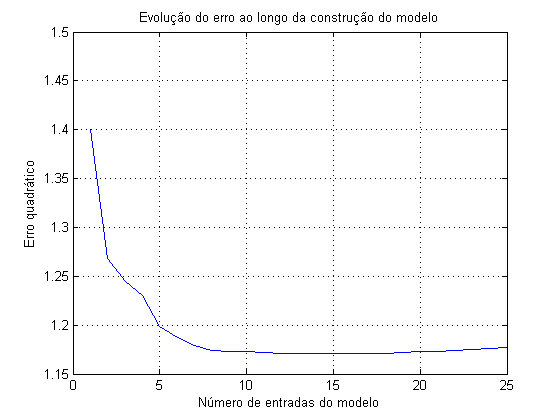 Evolução do erro ao longo da construção do modelo
1.5
1.45
1.4
1.35
1.3
1.25
1.2
1.15
Erro quadrático
0 5 10 15 20 25
Número de entradas do modelo